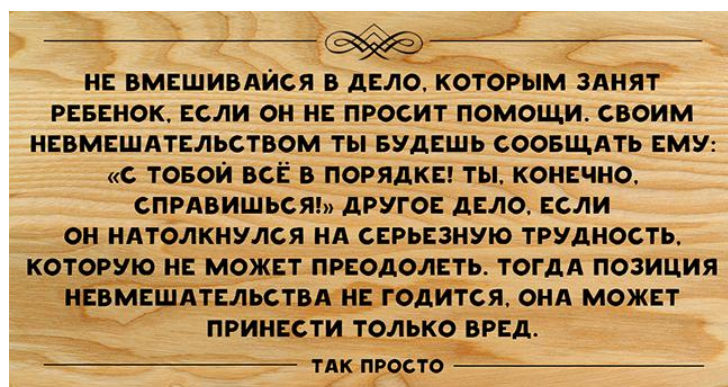 НЕ ВМЕШИВАЙСЯ В ДЕЛО, КОТОРЫМ ЗАНЯТ
РЕБЕНОК, ЕСЛИ ОН НЕ ПРОСИТ ПОМОЩИ. СВОИМ
НЕВМЕШАТЕЛЬСТВОМ ТЫ БУДЕШЬ СООБЩАТЬ ЕМУ:
«С ТОБОЙ ВСЁ В ПОРЯДКЕ! ТЫ, КОНЕЧНО,
СПРАВИШЬСЯ!» ДРУГОЕ ДЕЛО, ЕСЛИ
ОН НАТОЛКНУЛСЯ НА СЕРЬЕЗНУЮ ТРУДНОСТЬ,
КОТОРУЮ НЕ МОЖЕТ ПРЕОДОЛЕТЬ. ТОГДА ПОЗИЦИЯ
НЕВМЕШАТЕЛЬСТВА НЕ ГОДИТСЯ, ОНА МОЖЕТ
ПРИНЕСТИ ТОЛЬКО ВРЕД.
ТАК ПРОСТО